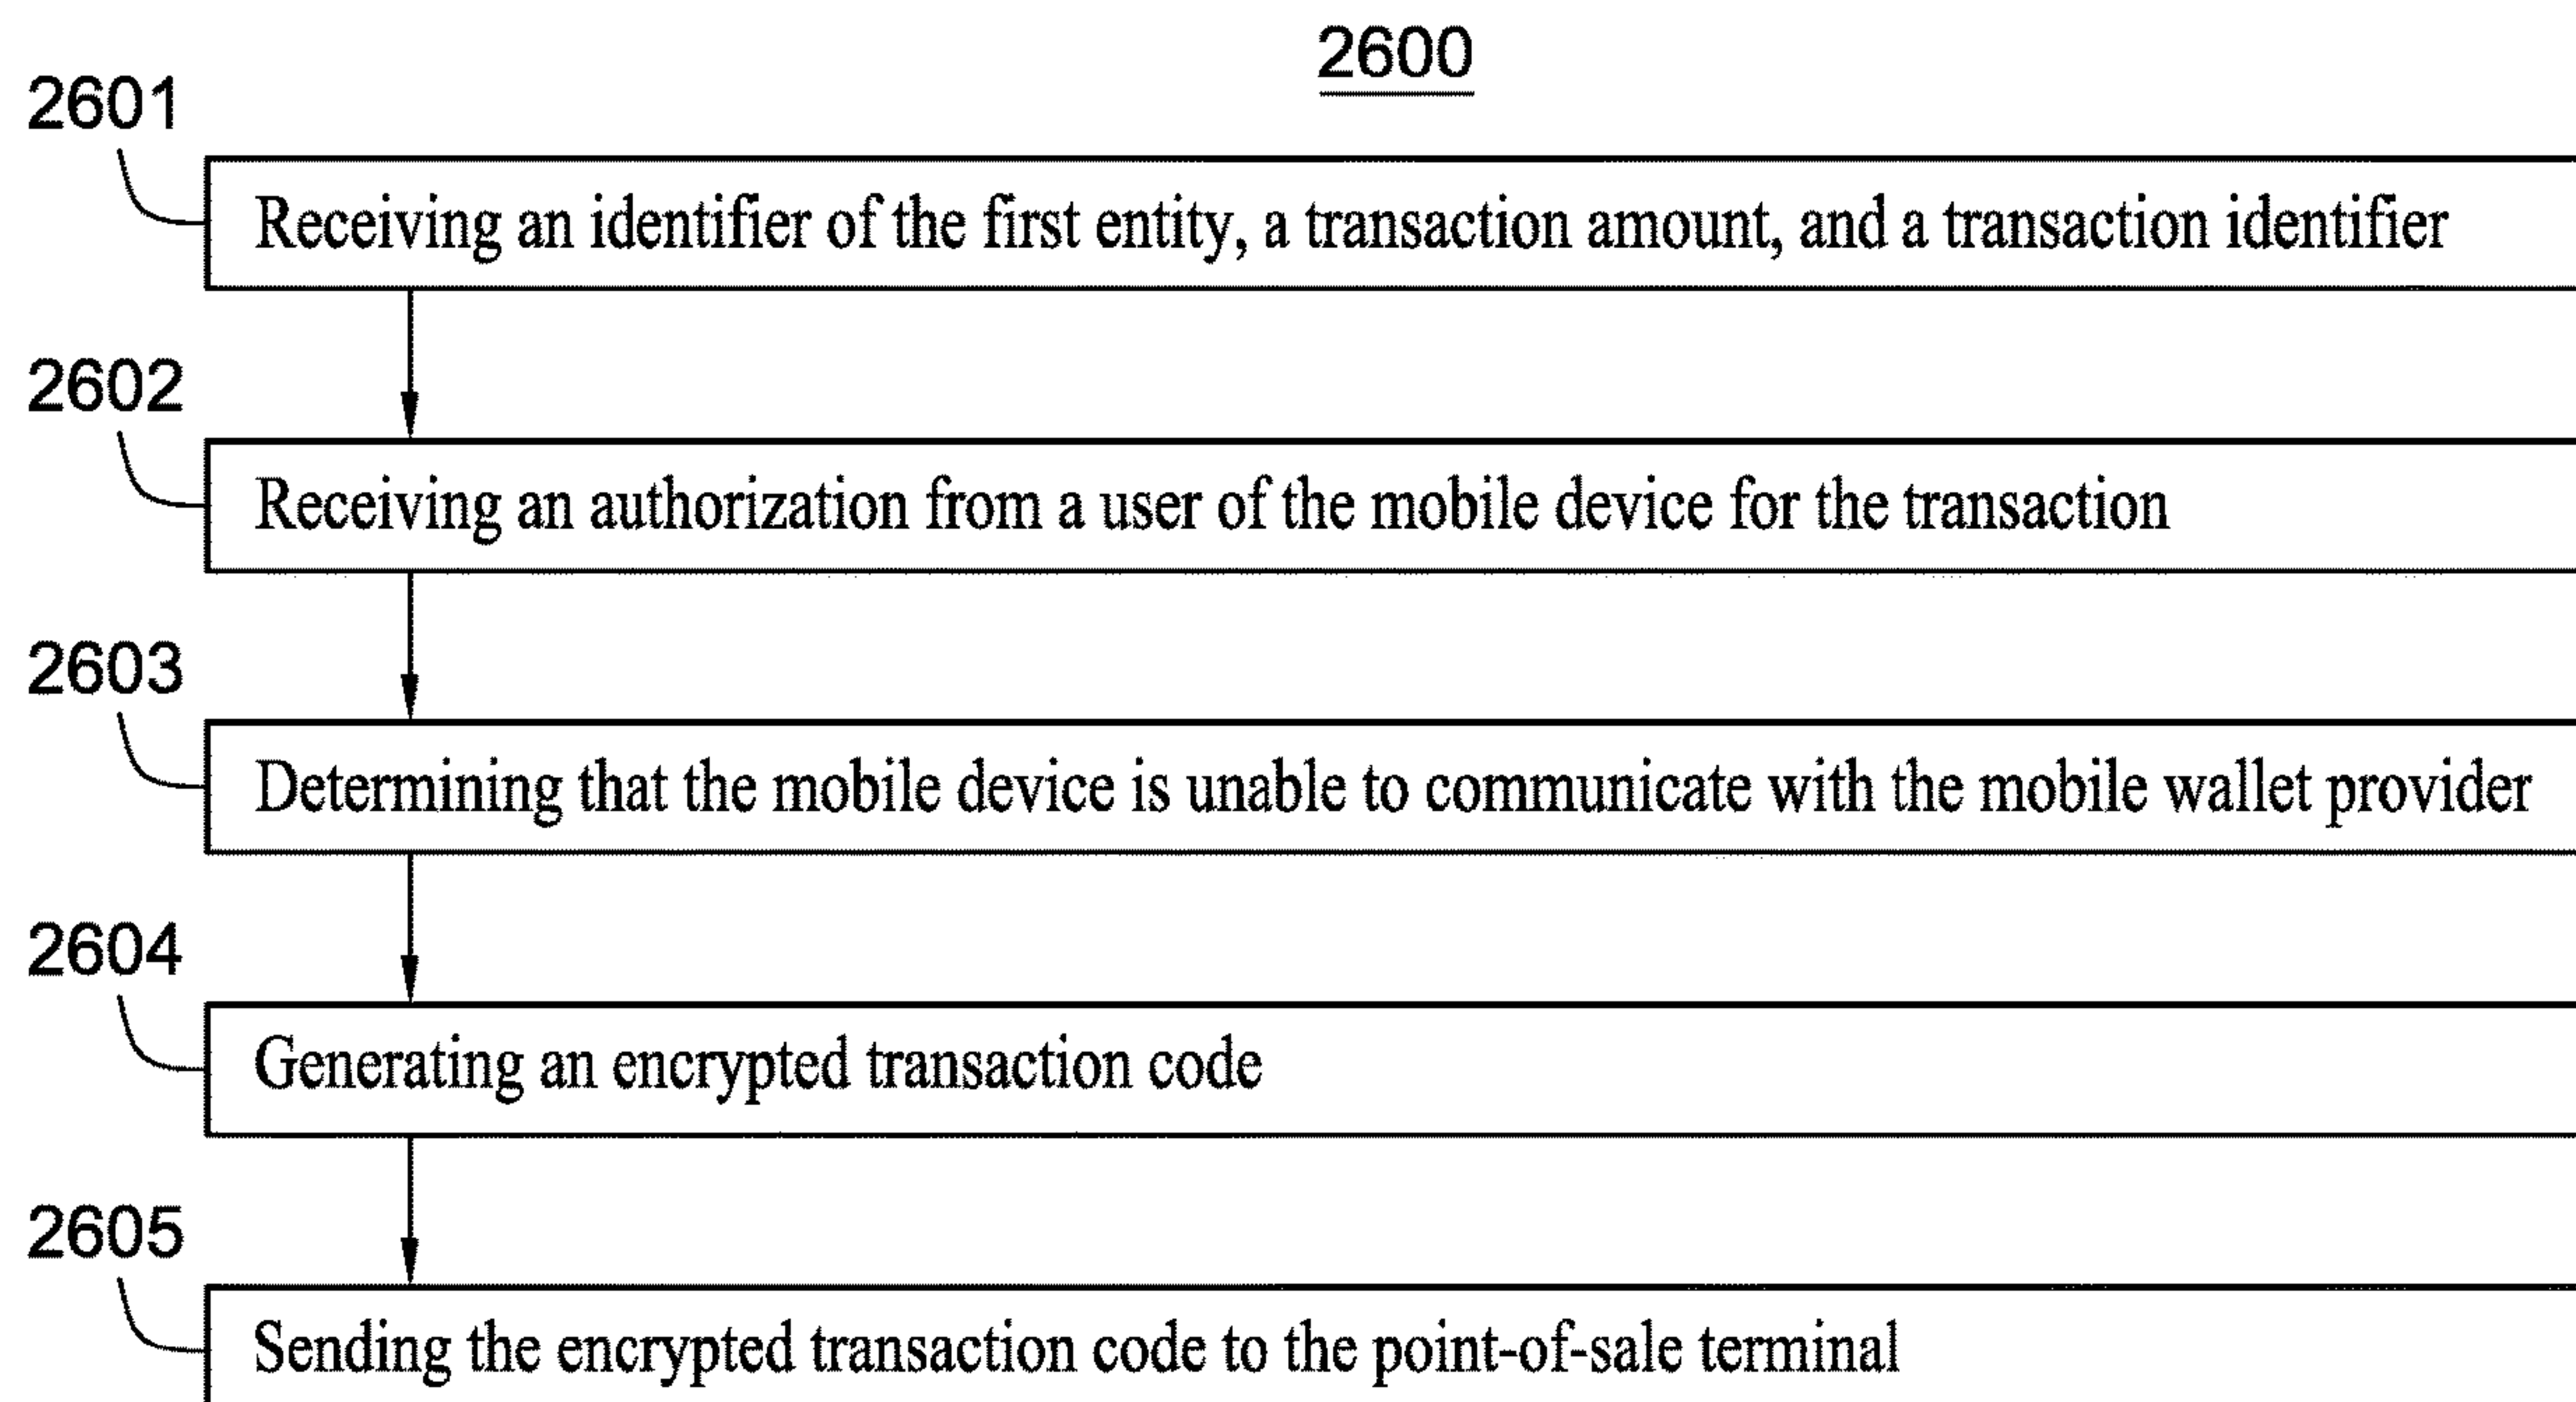 2600
2601
Receiving an identifier of the first entity, a transaction amount, and a transaction identifier
2602
Receiving an authorization from a user of the mobile device for the transaction
2603
Determining that the mobile device is unable to communicate with the mobile wallet provider
2604
Generating an encrypted transaction code
2605
Sending the encrypted transaction code to the point-of-sale terminal